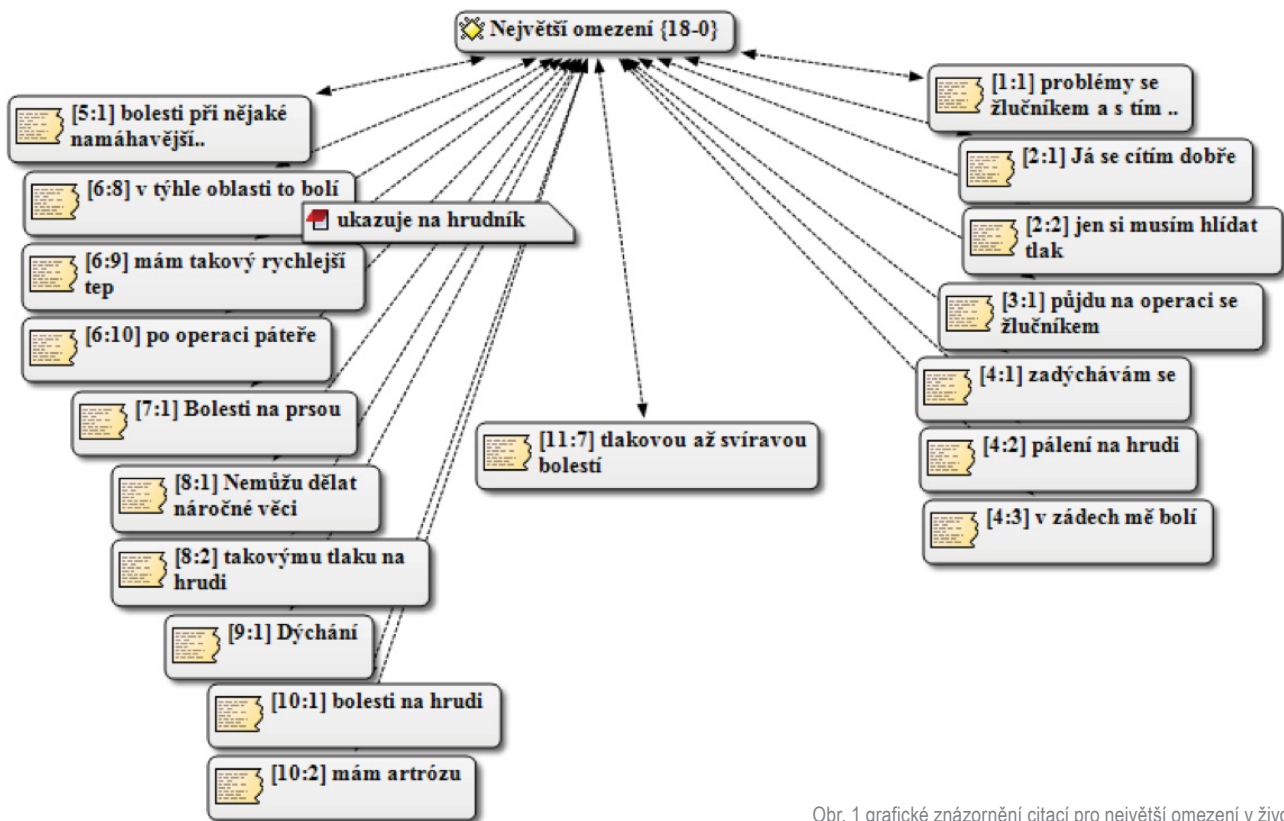 Největší omezení {18-0}
[5:1] bolesti při nějaké
namáhavější..
[6:8] v týhle oblasti to bolí
ukazuje na hrudník
[6:9] mám takový rychlejší
tep
[6:10] po operaci páteře
[7:1] Bolesti na prsou
[8:1] Nemůžu dělat
náročné věci
[8:2] takovýmu tlaku na
hrudi
[9:1] Dýchání
[10:1] bolesti na hrudi
[10:2] mám artrózu
[11:7] tlakovou až svíravou
bolestí
[1:1] problémy se
žlučníkem a s tím ..
[2:1] Já se cítím dobře
[2:2] jen si musím hlídat
tlak
[3:1] půjdu na operaci se
žlučníkem
[4:1] zadýchávám se
[4:2] pálení na hrudi
[4:3] v zádech mě bolí
Obr. 1 grafické znázornění citací pro největší omezení v živo